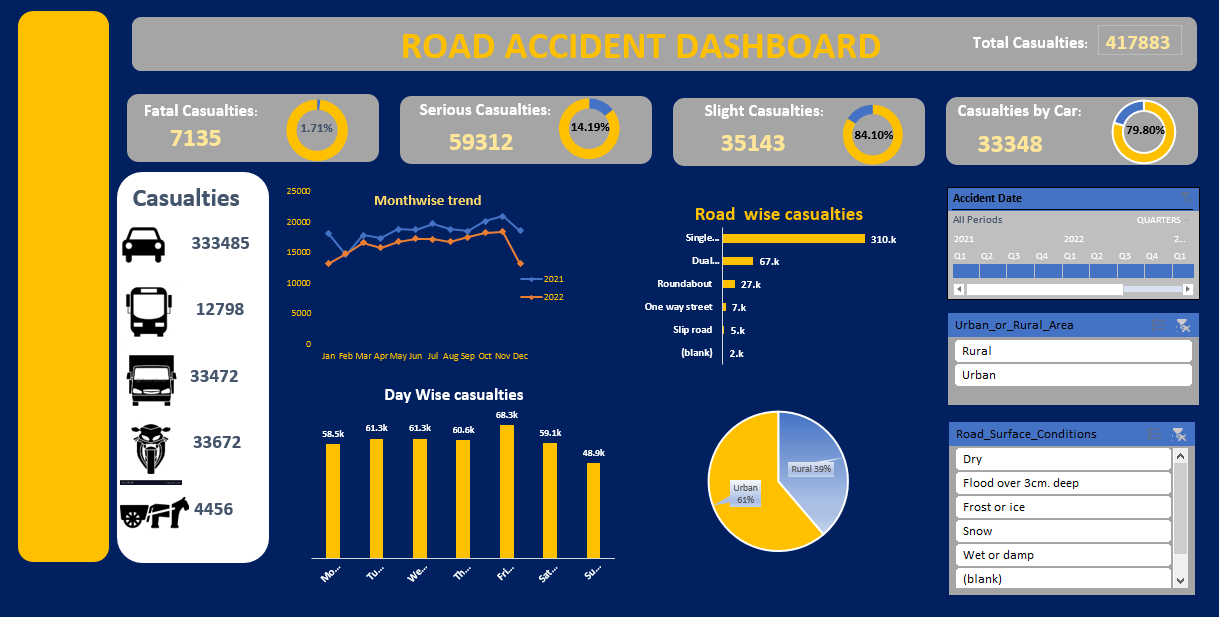 ROAD ACCIDENT DASHBOARD
Total Casualties: 417883
Fatal Casualties:
7135
1.71%
Serious Casualties:
59312
14.19%
Slight Casualties:
35143
84.10%
Casualties by Car:
33348
79.80%
Casualties
333485
12798
33472
33672
4456
Monthwise trend
25000
20000
15000
10000
5000
0
Jan Feb Mar Apr May Jun Jul Aug Sep Oct Nov Dec
2021
2022
Road wise casualties
Single... 310.k
Dual... 67.k
Roundabout 27.k
One way street 7.k
Slip road 5.k
(blank) 2.k
Day Wise casualties
58.5k 61.3k 61.3k 60.6k 68.3k 59.1k 48.9k
Mo... Tu... We... Th... Fri... Sat... Su...
Rural 39%
Urban
61%
Accident Date
All Periods QUARTERS
2021 2022 2...
Q1 Q2 Q3 Q4 Q1 Q2 Q3 Q4 Q1
Urban_or_Rural_Area
Rural
Urban
Road_Surface_Conditions
Dry
Flood over 3cm. deep
Frost or ice
Snow
Wet or damp
(blank)